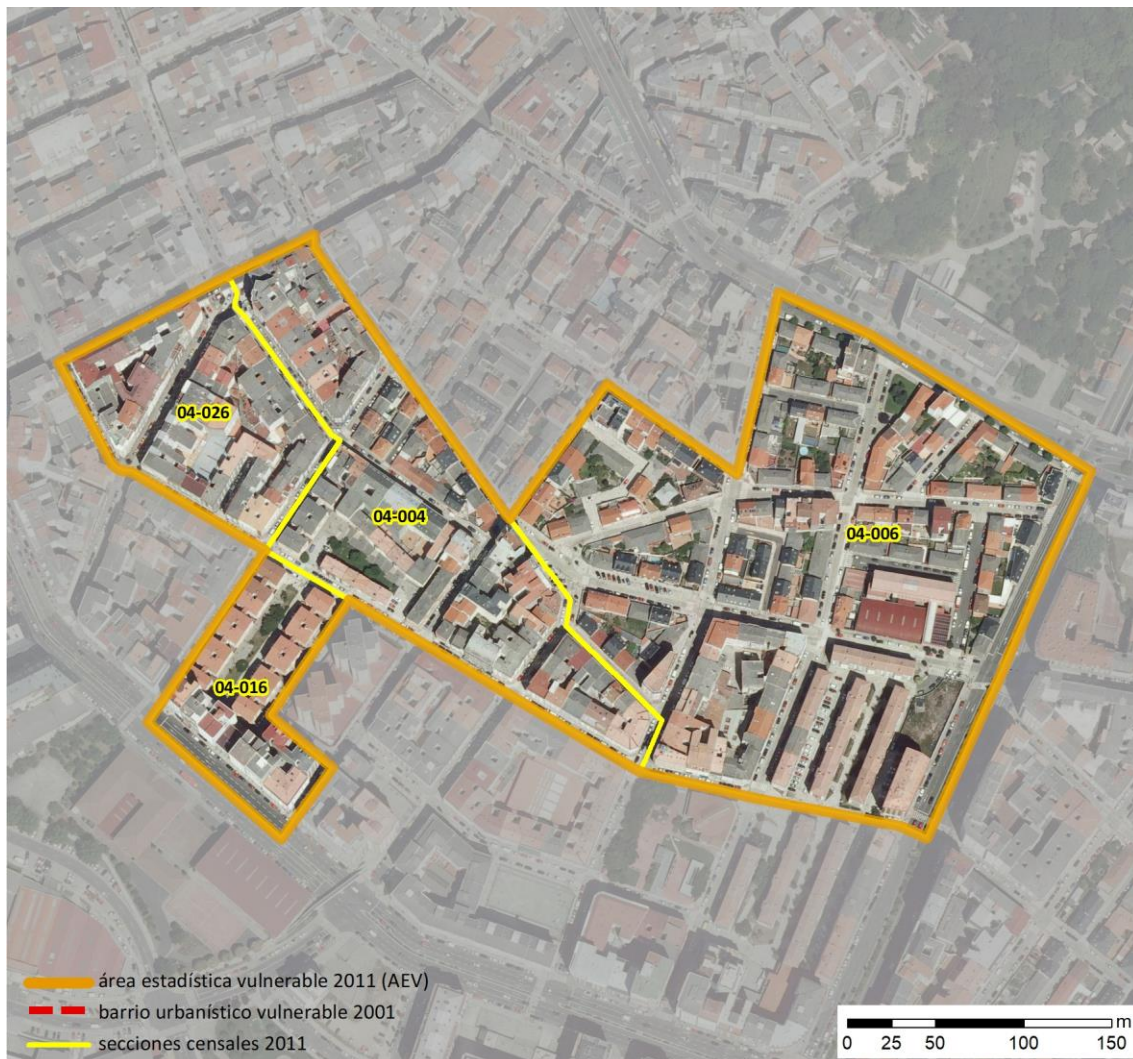 04-026
04-004
04-006
04-016
área estadística vulnerable 2011 (AEV)
barrio urbanístico vulnerable 2001
secciones censales 2011
m
0 25 50 100 150